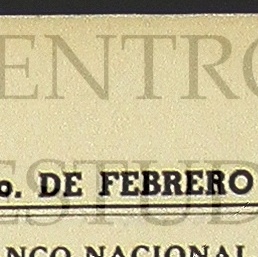 ENTRO
o. DE FEBRERO
ESTUD
NCO NACIONAL